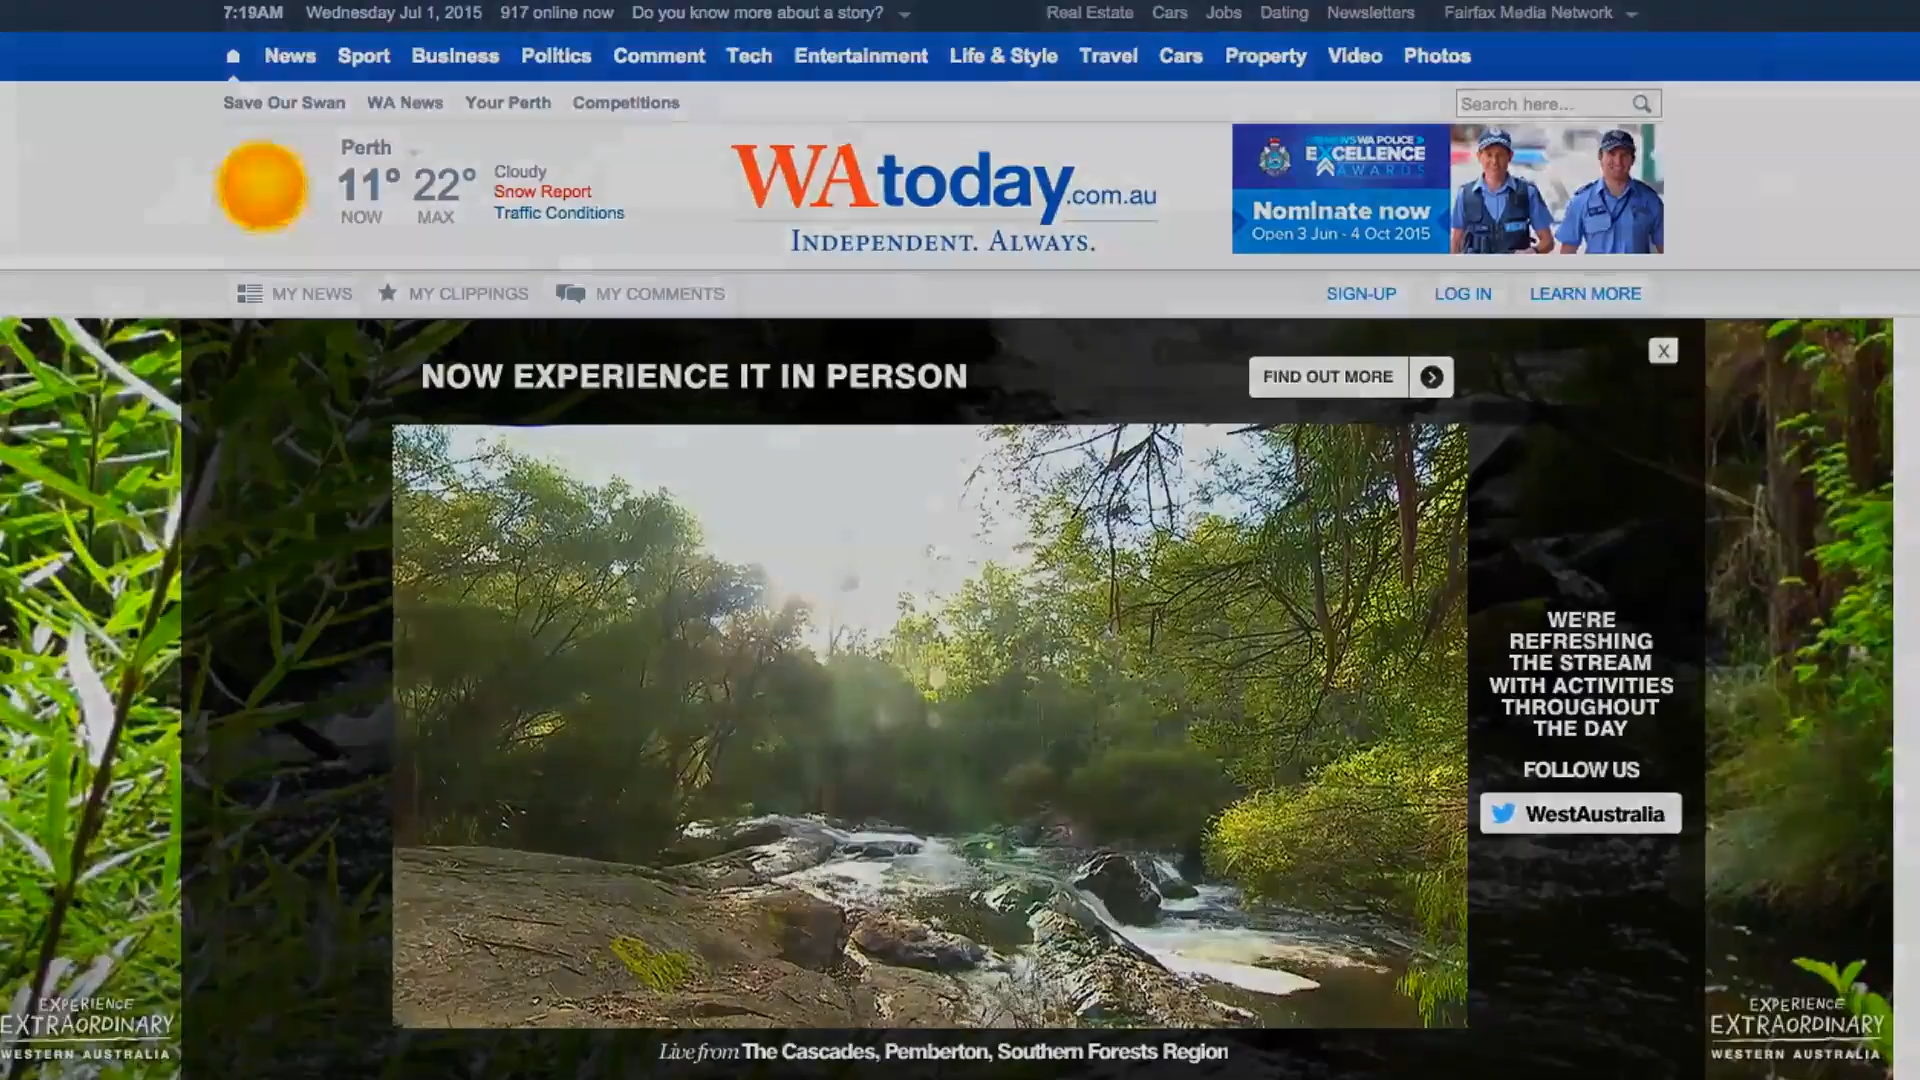 7:19AM Wednesday Jul 1, 2015 917 online now Do you know more about a story? Real Estate Cars Jobs Dating Newsletters Fairfax Media Network
News Sport Business Politics Comment Tech Entertainment Life & Style Travel Cars Property Video Photos
Save Our Swan WA News Your Perth Competitions Search here...
Perth
11° 22°
NOW MAX
Cloudy
Snow Report
Traffic Conditions
WAtoday.com.au
INDEPENDENT. ALWAYS.
WA POLICE
EXCELLENCE
AWARDS
Nominate now
Open 3 Jun - 4 Oct 2015
MY NEWS MY CLIPPINGS MY COMMENTS SIGN-UP LOG IN LEARN MORE
NOW EXPERIENCE IT IN PERSON FIND OUT MORE X
WE'RE
REFRESHING
THE STREAM
WITH ACTIVITIES
THROUGHOUT
THE DAY
FOLLOW US
WestAustralia
EXPERIENCE
EXTRAORDINARY
WESTERN AUSTRALIA
Live from The Cascades, Pemberton, Southern Forests Region
EXPERIENCE
EXTRAORDINARY
WESTERN AUSTRALIA